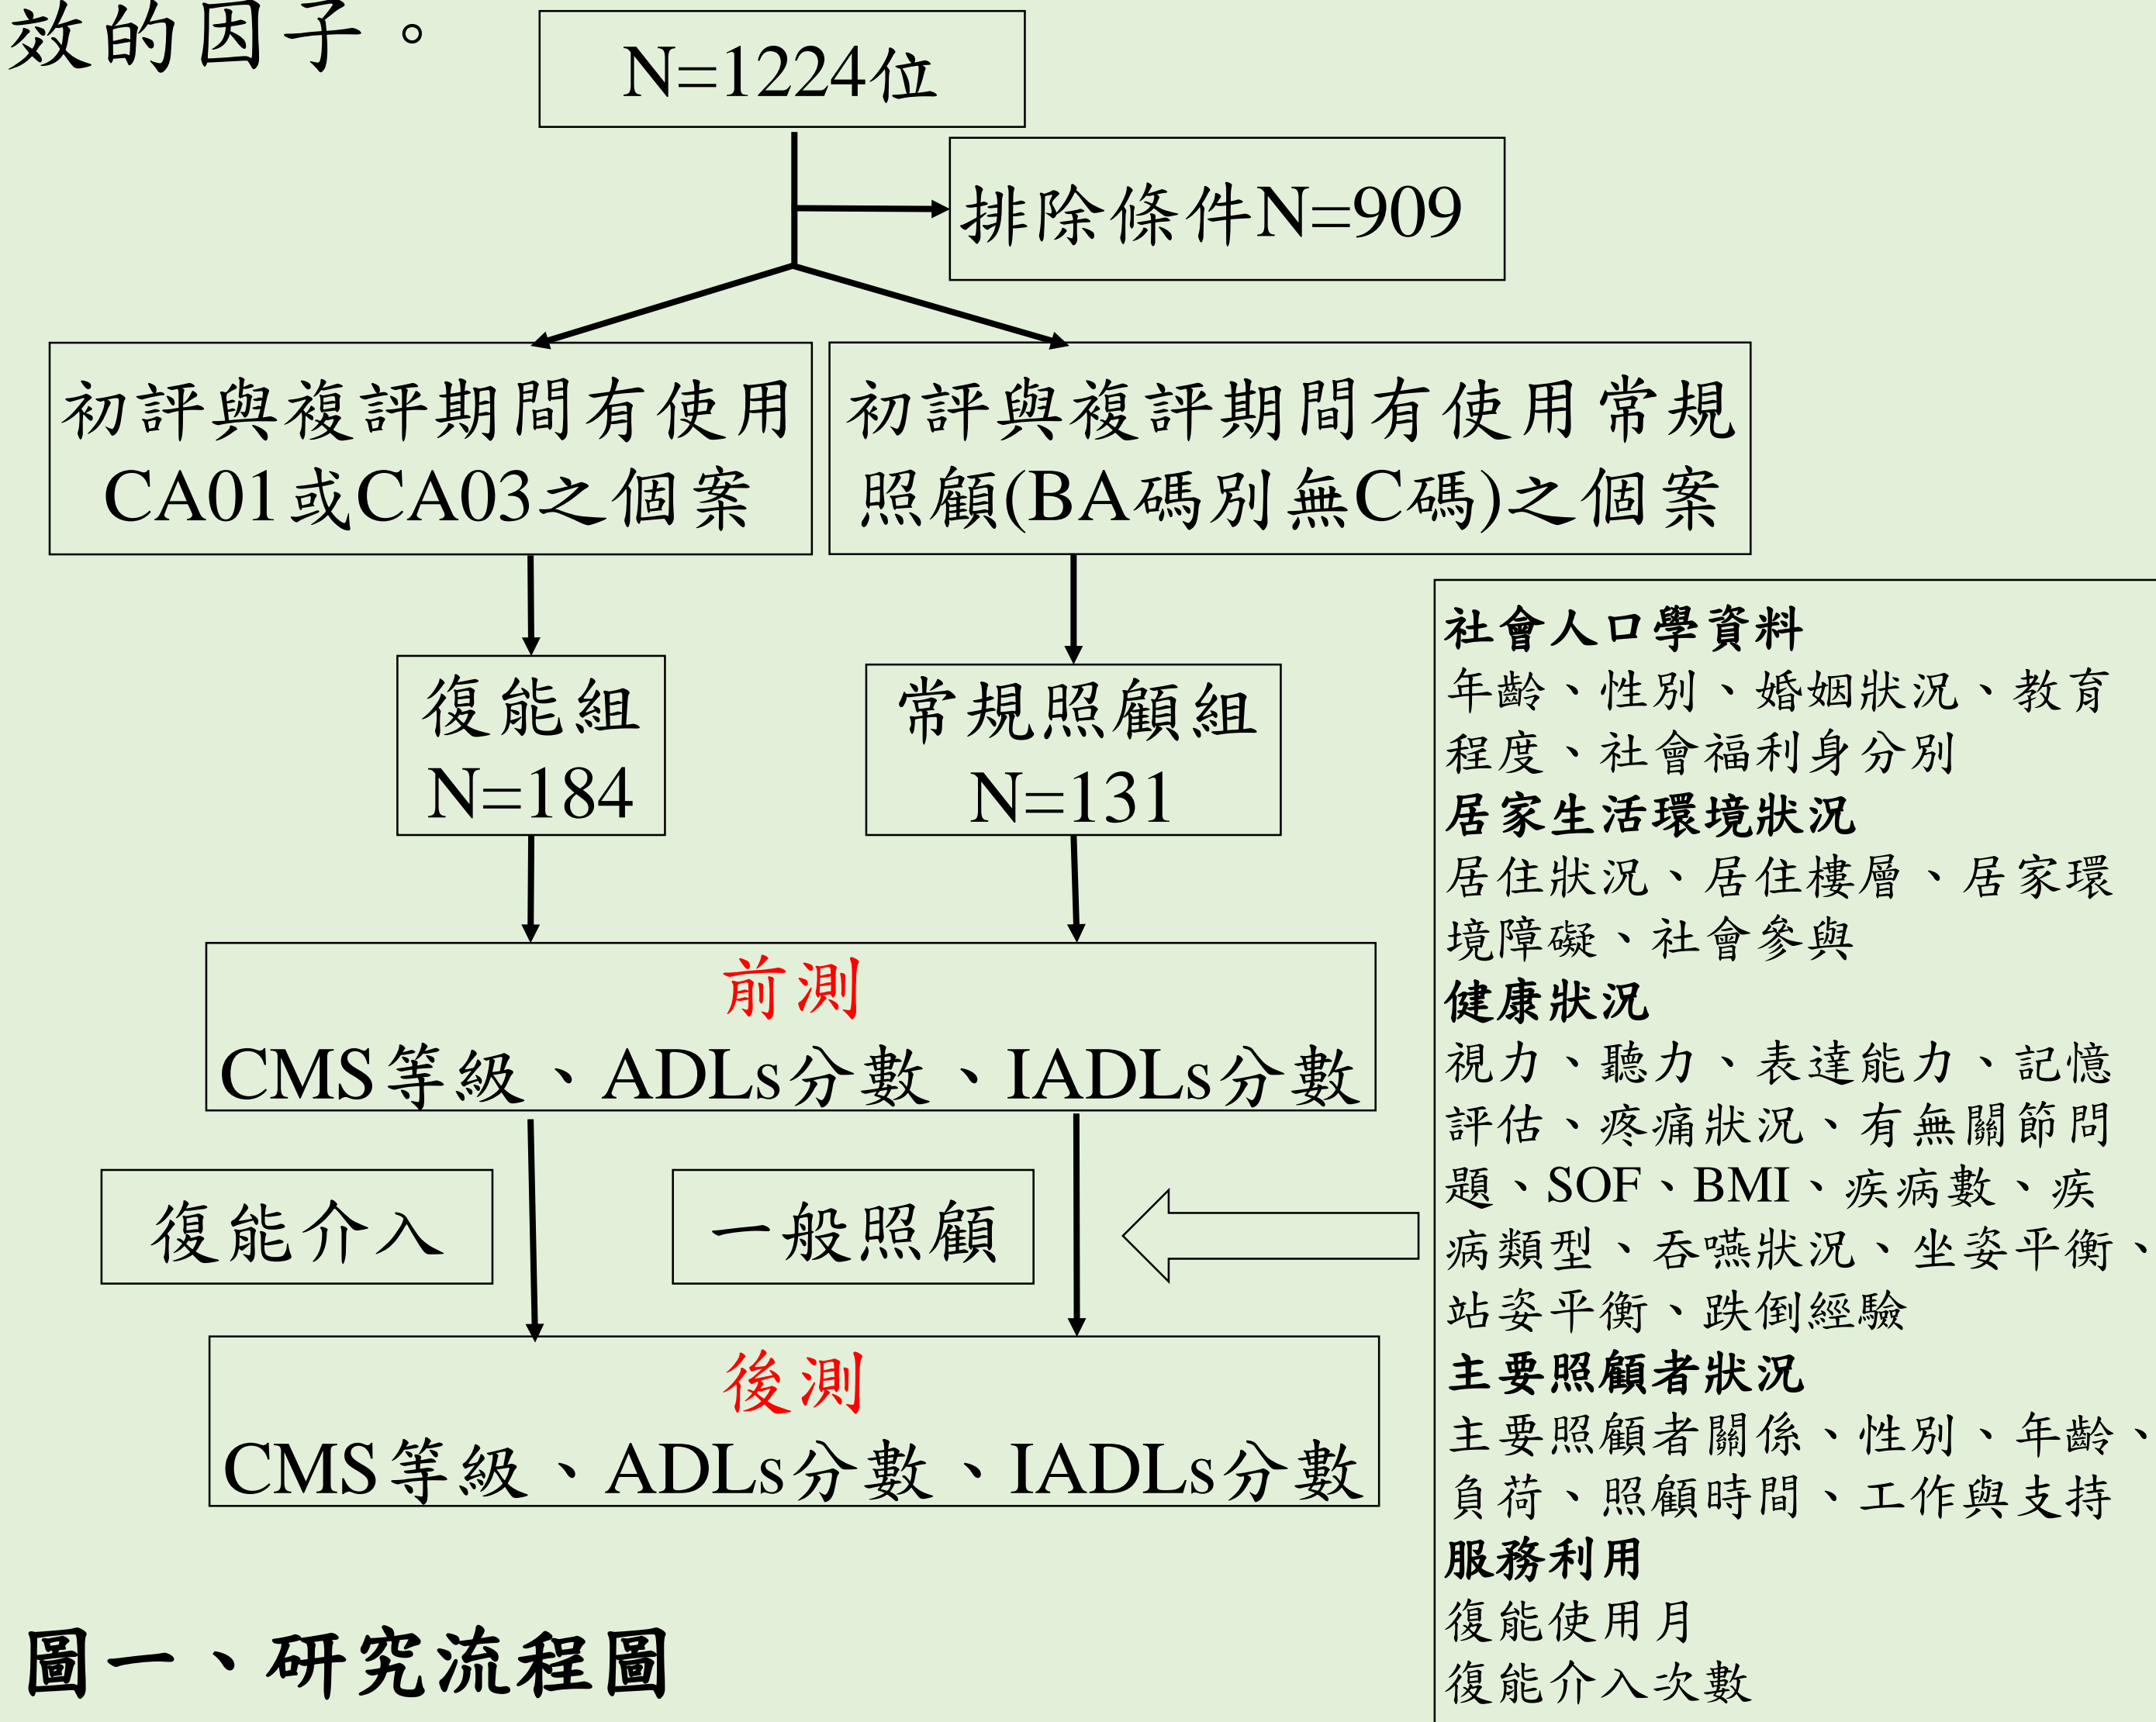 效的因子。
N=1224位
排除條件N=909
初評與複評期間有使用
CA01或CA03之個案
初評與複評期間有使用常規
照顧(BA碼別無C碼)之個案
復能組
N=184
常規照顧組
N=131
前測
CMS等級、ADLs分數、IADLs分數
復能介入
一般照顧
後測
CMS等級、ADLs分數、IADLs分數
社會人口學資料
年齡、性別、婚姻狀況、教育
程度、社會福利身分別
居家生活環境狀況
居住狀況、居住樓層、居家環
境障礙、社會參與
健康狀況
視力、聽力、表達能力、記憶
評估、疼痛狀況、有無關節問
題、SOF、BMI、疾病數、疾
病類型、吞嚥狀況、坐姿平衡、
站姿平衡、跌倒經驗
主要照顧者狀況
主要照顧者關係、性別、年齡、
負荷、照顧時間、工作與支持
服務利用
復能使用月
復能介入次數
圖一、研究流程圖